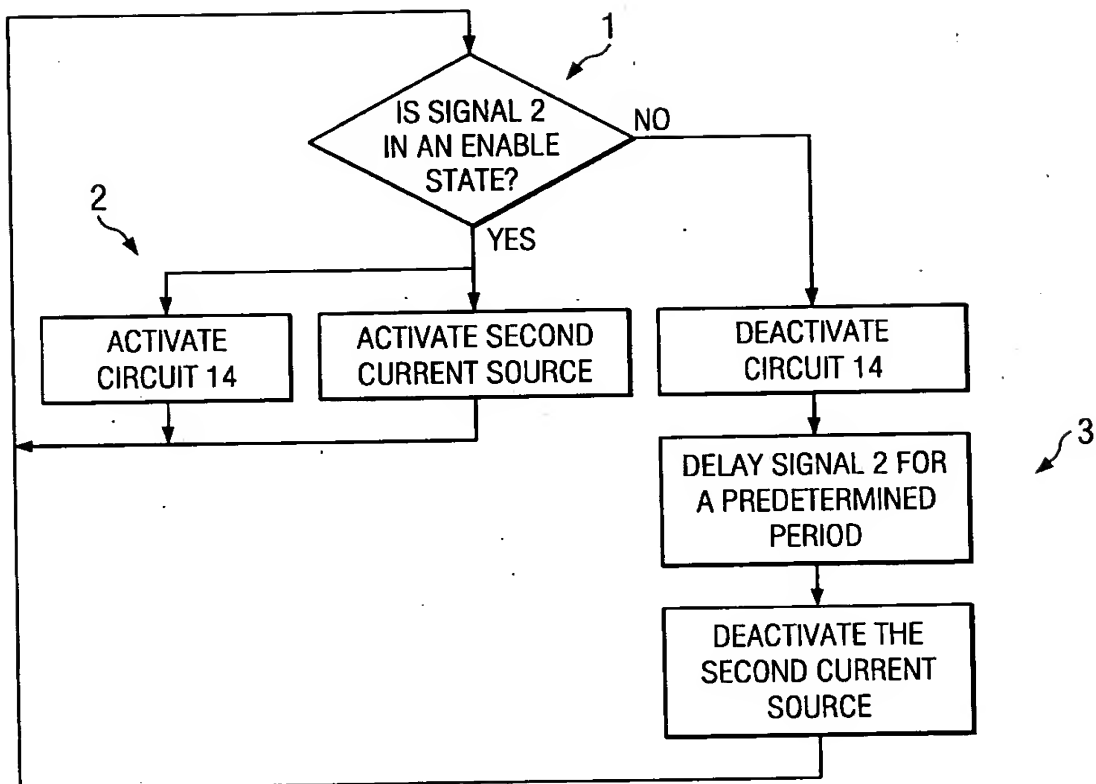 1
IS SIGNAL 2
IN AN ENABLE
STATE?
NO
2
YES
ACTIVATE
CIRCUIT 14
ACTIVATE SECOND
CURRENT SOURCE
DEACTIVATE
CIRCUIT 14
3
DELAY SIGNAL 2 FOR
A PREDETERMINED
PERIOD
DEACTIVATE THE
SECOND CURRENT
SOURCE